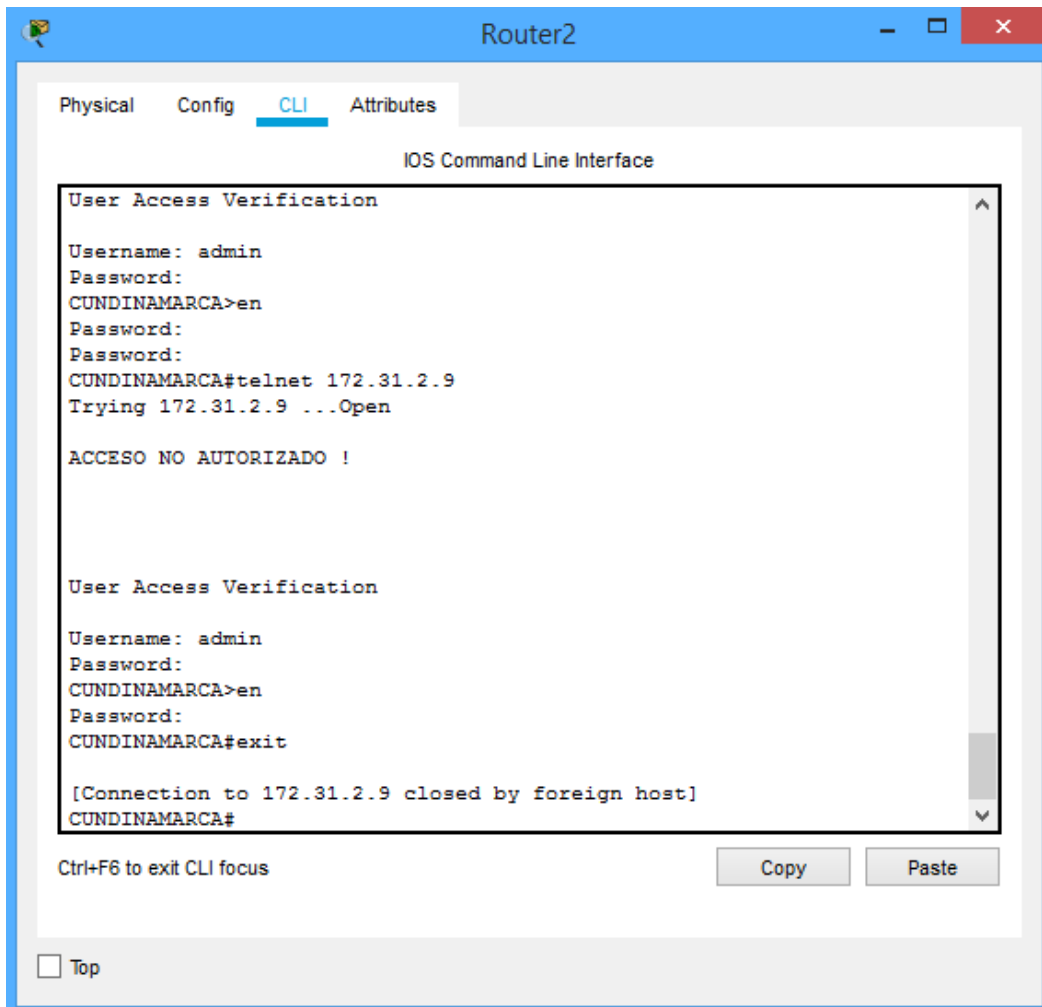 Router2
Physical Config CLI Attributes
IOS Command Line Interface
User Access Verification
Username: admin
Password:
CUNDINAMARCA>en
Password:
Password:
CUNDINAMARCA#telnet 172.31.2.9
Trying 172.31.2.9 ...Open
ACCESO NO AUTORIZADO !
User Access Verification
Username: admin
Password:
CUNDINAMARCA>en
Password:
CUNDINAMARCA#exit
[Connection to 172.31.2.9 closed by foreign host]
CUNDINAMARCA#
Ctrl+F6 to exit CLI focus
Copy Paste
Top